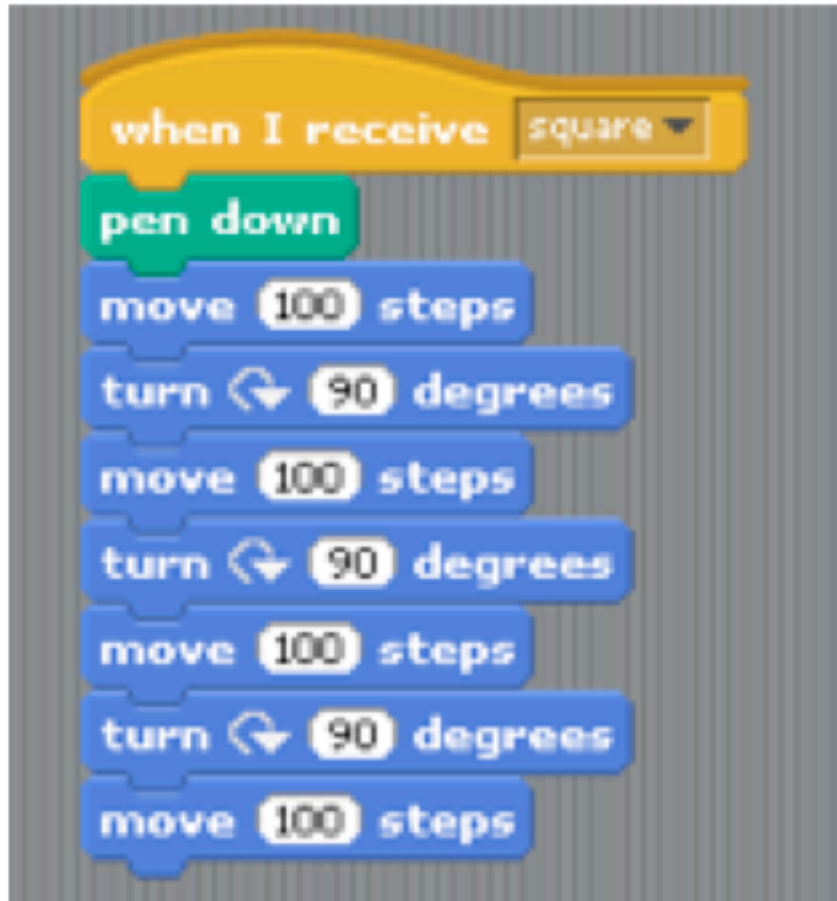 when I receive square
pen down
move 100 steps
turn 90 degrees
move 100 steps
turn 90 degrees
move 100 steps
turn 90 degrees
move 100 steps